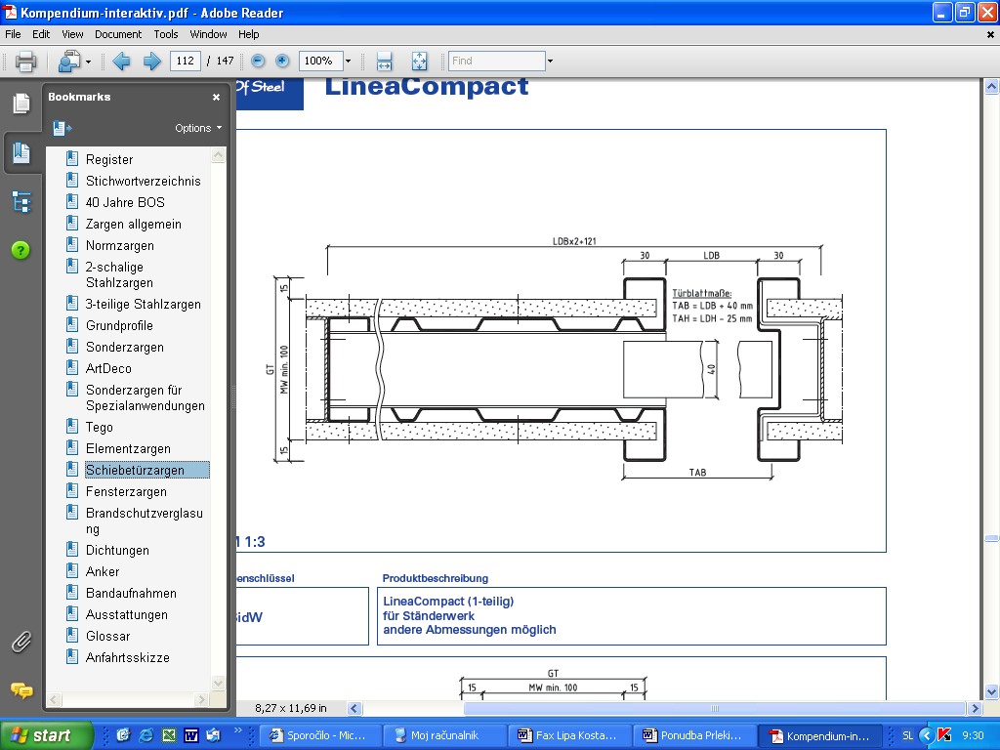 Kompendium-interaktiv.pdf - Adobe Reader
File Edit View Document Tools Window Help
112 / 147 100% Find
Bookmarks
Options
Register
Stichwortverzeichnis
40 Jahre BOS
Zargen allgemein
Normzargen
2-schalige
Stahlzargen
3-teilige Stahlzargen
Grundprofile
Sonderzargen
ArtDeco
Sonderzargen für
Spezialanwendungen
Tego
Elementzargen
Schiebetürzargen
Fensterzargen
Brandschutzverglasu
ng
Dichtungen
Anker
Bandaufnahmen
Ausstattungen
Glossar
Anfahrtsskizze
Of Steel
LineaCompact
LDBx2+121
30 LDB 30
15
Türblattmaße:
TAB = LDB + 40 mm
TAH = LDH - 25 mm
GT
MW min. 100
40
15
TAB
M 1:3
enschlüssel
Produktbeschreibung
SidW
LineaCompact (1-teilig)
für Ständerwerk
andere Abmessungen möglich
GT
15 MW min. 100 15
8,27 x 11,69 in
start
Sporočilo - Mic...
Moj računalnik
Fax Lipa Kosta...
Ponudba Prleki...
Kompendium-in...
SL
9:30